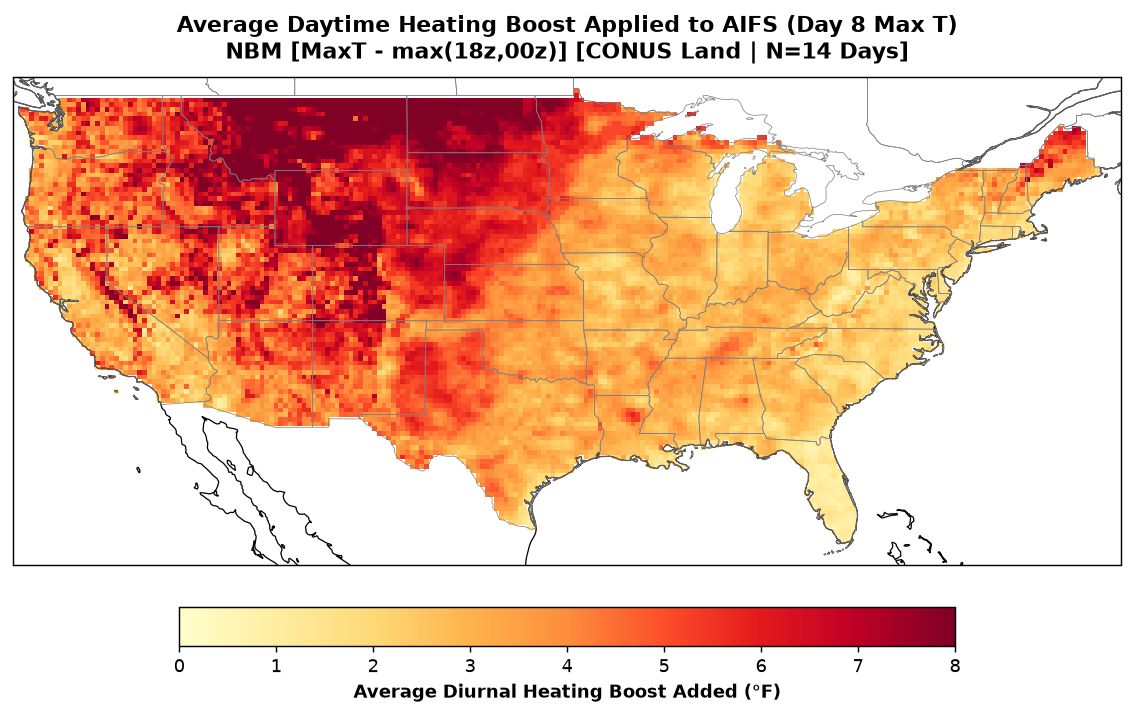 Average Daytime Heating Boost Applied to AIFS (Day 8 Max T)
NBM [MaxT - max(18z,00z)] [CONUS Land | N=14 Days]
0 1 2 3 4 5 6 7 8
Average Diurnal Heating Boost Added (°F)